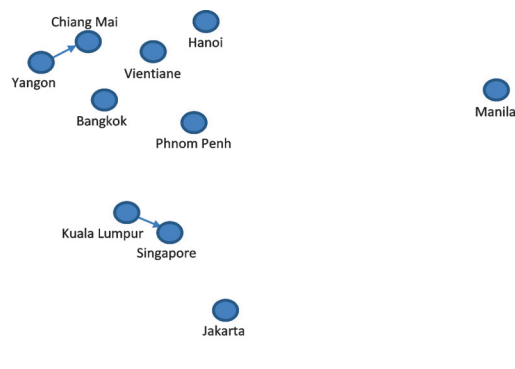 Chiang Mai
Hanoi
Yangon
Vientiane
Manila
Bangkok
Phnom Penh
Kuala Lumpur
Singapore
Jakarta